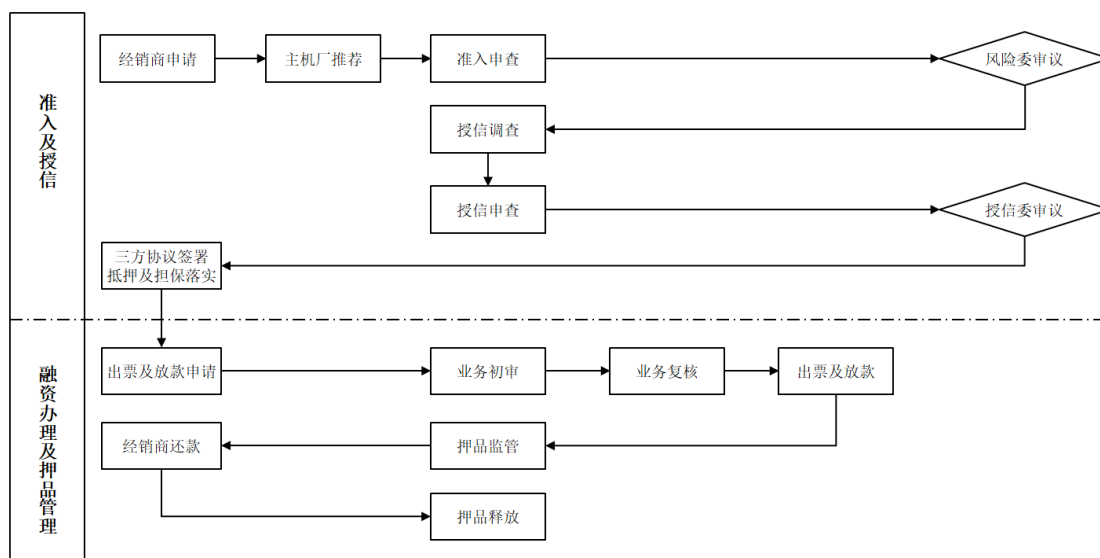 准入及授信
经销商申请
主机厂推荐
准入审查
风险委审议
授信调查
授信审查
授信委审议
三方协议签署
抵押及担保落实
融资办理及押品管理
出票及放款申请
业务初审
业务复核
出票及放款
经销商还款
押品监管
押品释放